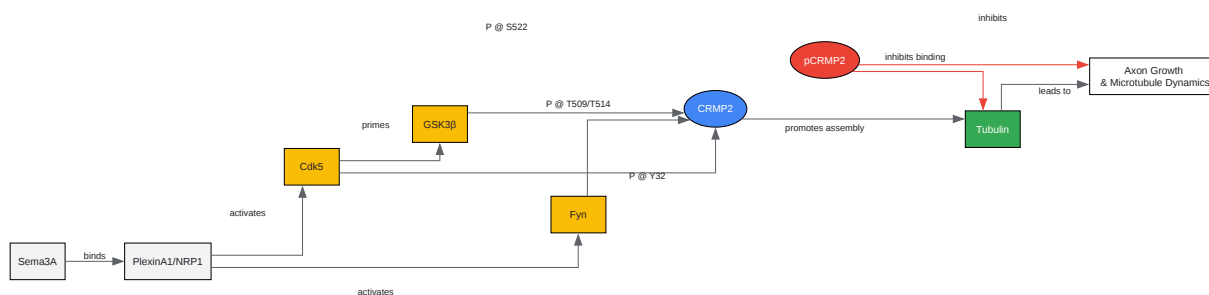 inhibits
P @ S522
pCRMP2
inhibits binding
Axon Growth
& Microtubule Dynamics
leads to
P @ T509/T514
CRMP2
primes
GSK3β
promotes assembly
Tubulin
Cdk5
P @ Y32
activates
Fyn
Sema3A
binds
PlexinA1/NRP1
activates